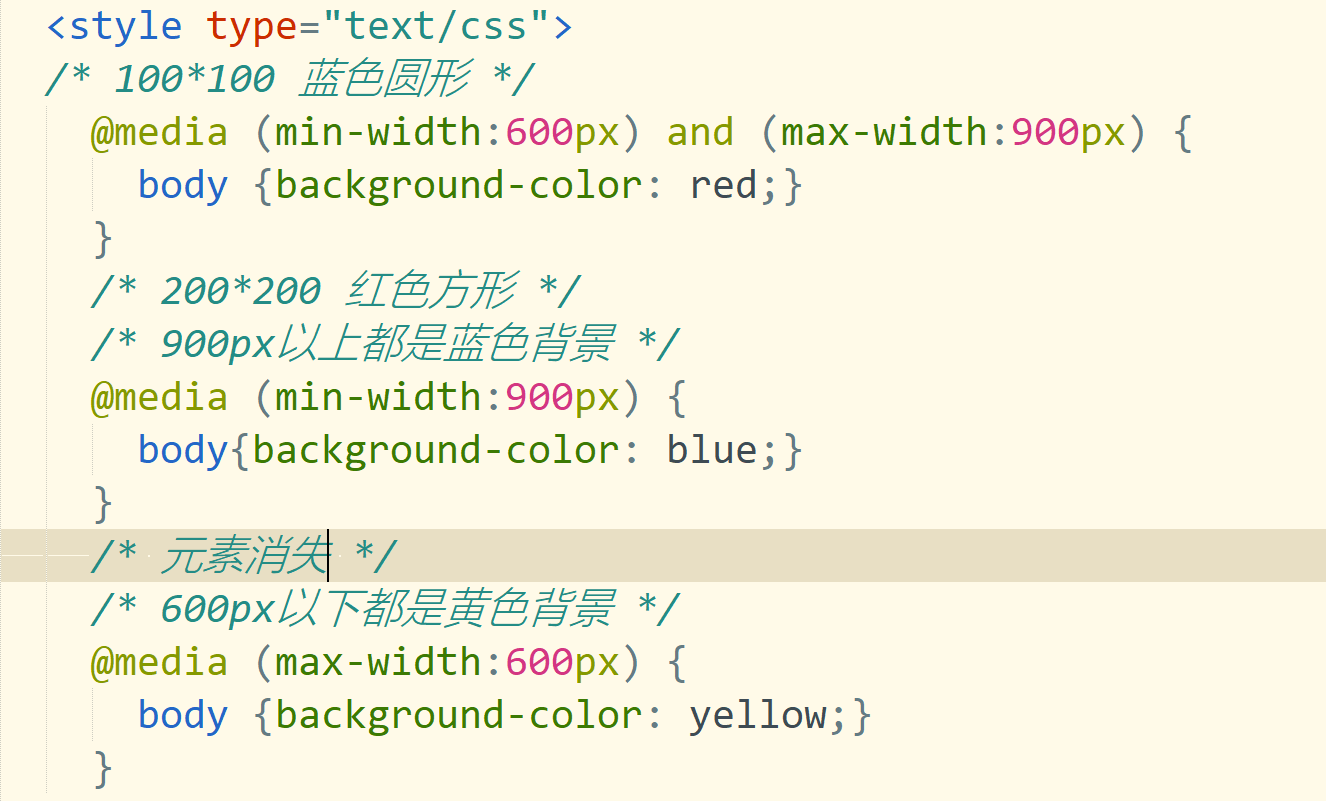 <style type="text/css">
/* 100*100 蓝色圆形 */
@media (min-width:600px) and (max-width:900px) {
body {background-color: red;}
}
/* 200*200 红色方形 */
/* 900px以上都是蓝色背景 */
@media (min-width:900px) {
body{background-color: blue;}
}
/* 元素消失 */
/* 600px以下都是黄色背景 */
@media (max-width:600px) {
body {background-color: yellow;}
}